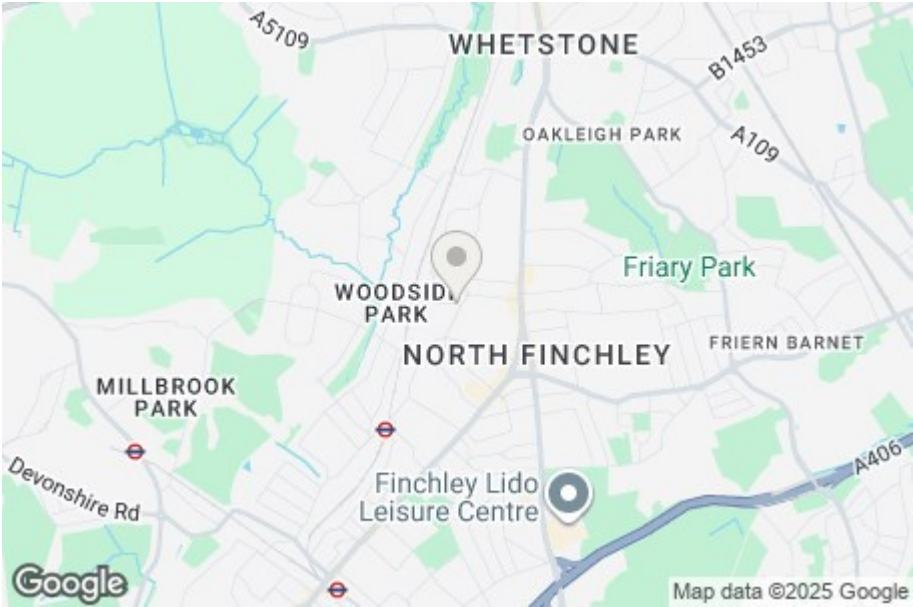 A5109
WHETSTONE
B1453
OAKLEIGH PARK
A109
Friary Park
WOODSID
PARK
NORTH FINCHLEY
FRIERN BARNET
MILLBROOK
PARK
A406
Devonshire Rd
Finchley Lido
Leisure Centre
Google
Map data ©2025 Google